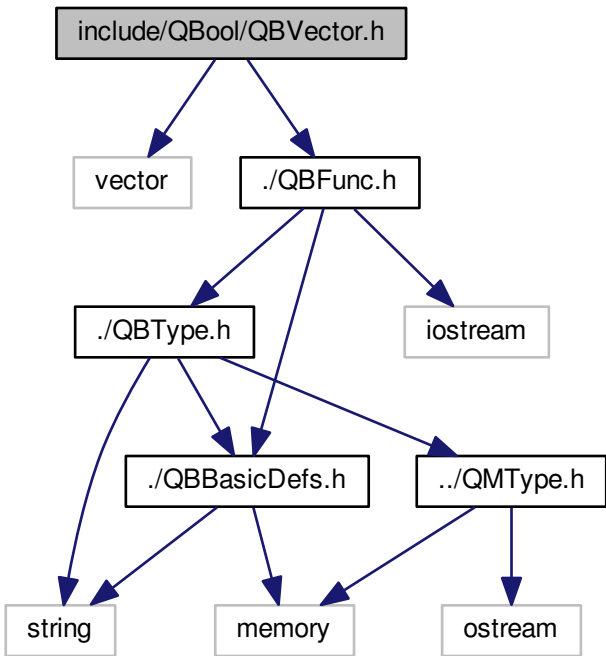 include/QBool/QBVector.h
vector
./QBFunc.h
./QBType.h
iostream
./QBBasicDefs.h
../QMType.h
string
memory
ostream